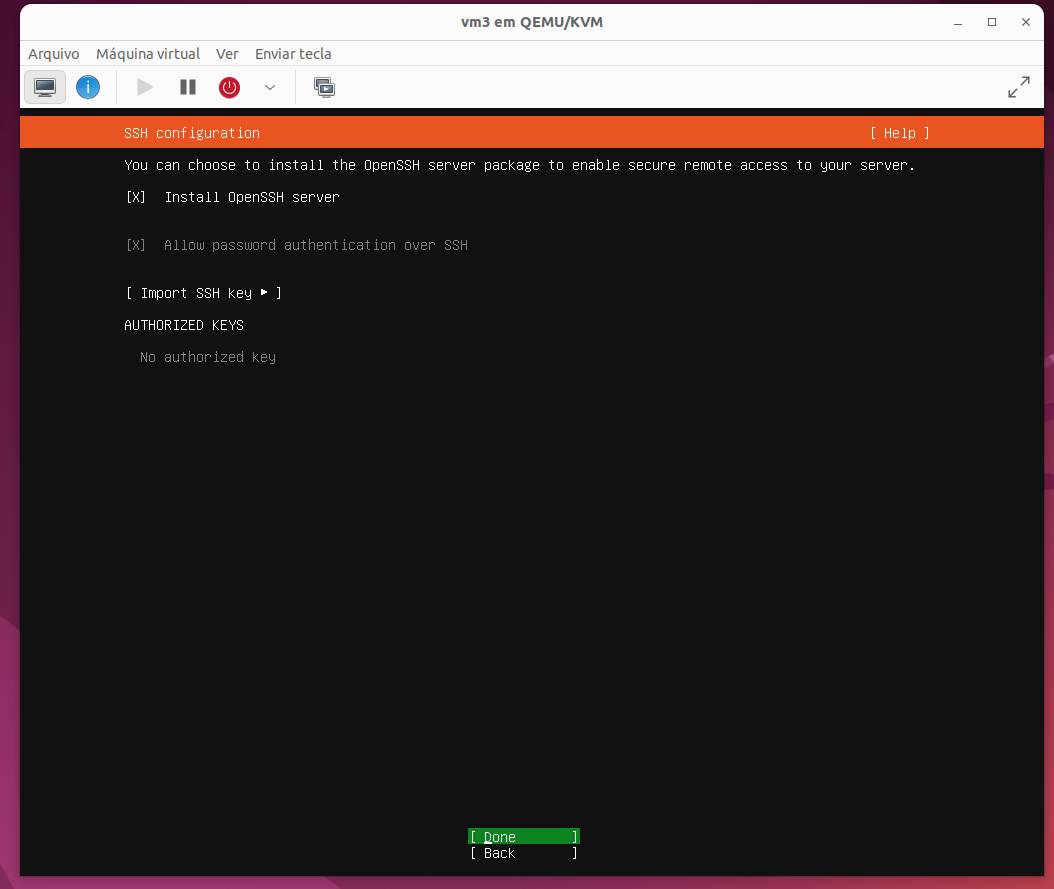 vm3 em QEMU/KVM
Arquivo Máquina virtual Ver Enviar tecla
SSH configuration [ Help ]
You can choose to install the OpenSSH server package to enable secure remote access to your server.
[X] Install OpenSSH server
[X] Allow password authentication over SSH
[ Import SSH key ▸ ]
AUTHORIZED KEYS
No authorized key
[ Done ]
[ Back ]